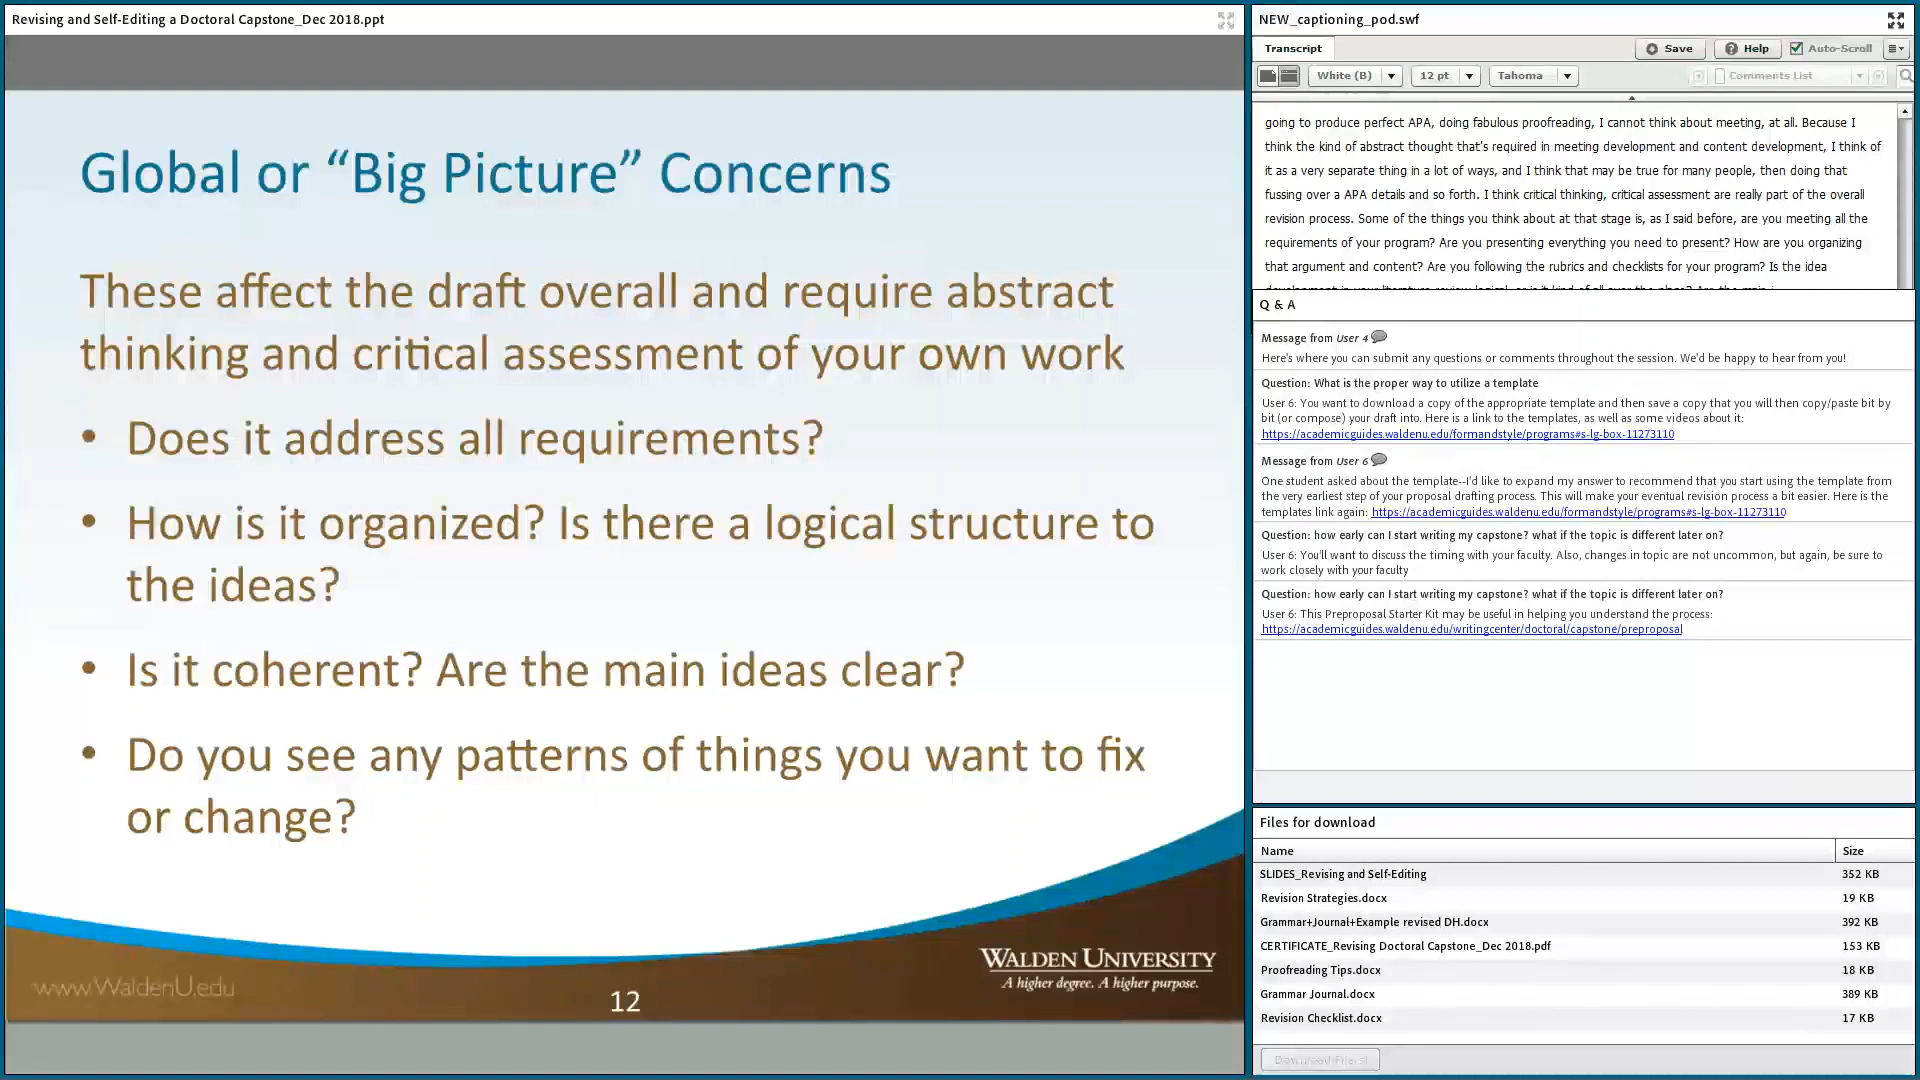 Revising and Self-Editing a Doctoral Capstone_Dec 2018.ppt
Global or “Big Picture” Concerns
These affect the draft overall and require abstract
thinking and critical assessment of your own work
• Does it address all requirements?
• How is it organized? Is there a logical structure to
the ideas?
• Is it coherent? Are the main ideas clear?
• Do you see any patterns of things you want to fix
or change?
www.WaldenU.edu
12
WALDEN UNIVERSITY
A higher degree. A higher purpose.
NEW_captioning_pod.swf
Transcript
Save
Help
Auto-Scroll
White (B)
12 pt
Tahoma
Comments List
going to produce perfect APA, doing fabulous proofreading, I cannot think about meeting, at all. Because I
think the kind of abstract thought that's required in meeting development and content development, I think of
it as a very separate thing in a lot of ways, and I think that may be true for many people, then doing that
fussing over a APA details and so forth. I think critical thinking, critical assessment are really part of the overall
revision process. Some of the things you think about at that stage is, as I said before, are you meeting all the
requirements of your program? Are you presenting everything you need to present? How are you organizing
that argument and content? Are you following the rubrics and checklists for your program? Is the idea
Q & A
Message from User 4
Here's where you can submit any questions or comments throughout the session. We'd be happy to hear from you!
Question: What is the proper way to utilize a template
User 6: You want to download a copy of the appropriate template and then save a copy that you will then copy/paste bit by
bit (or compose) your draft into. Here is a link to the templates, as well as some videos about it:
https://academicguides.waldenu.edu/formandstyle/programs#s-lg-box-11273110
Message from User 6
One student asked about the template--I'd like to expand my answer to recommend that you start using the template from
the very earliest step of your proposal drafting process. This will make your eventual revision process a bit easier. Here is the
templates link again: https://academicguides.waldenu.edu/formandstyle/programs#s-lg-box-11273110
Question: how early can I start writing my capstone? what if the topic is different later on?
User 6: You'll want to discuss the timing with your faculty. Also, changes in topic are not uncommon, but again, be sure to
work closely with your faculty
Question: how early can I start writing my capstone? what if the topic is different later on?
User 6: This Preproposal Starter Kit may be useful in helping you understand the process:
https://academicguides.waldenu.edu/writingcenter/doctoral/capstone/preproposal
Files for download
Name Size
SLIDES_Revising and Self-Editing 352 KB
Revision Strategies.docx 19 KB
Grammar+Journal+Example revised DH.docx 392 KB
CERTIFICATE_Revising Doctoral Capstone_Dec 2018.pdf 153 KB
Proofreading Tips.docx 18 KB
Grammar Journal.docx 389 KB
Revision Checklist.docx 17 KB
Download File(s)